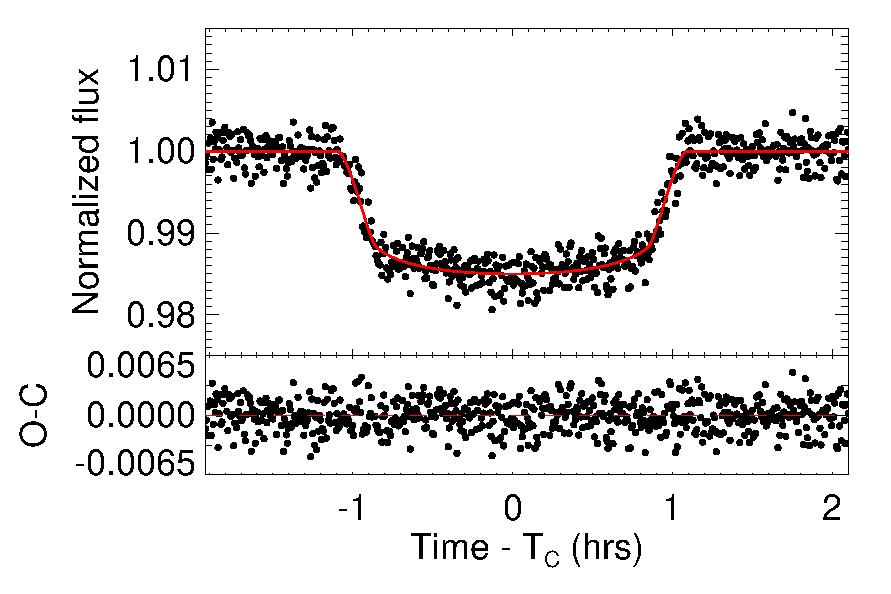 Normalized flux
1.01
1.00
0.99
0.98
O-C
0.0065
0.0000
-0.0065
-1 0 1 2
Time - T_C (hrs)